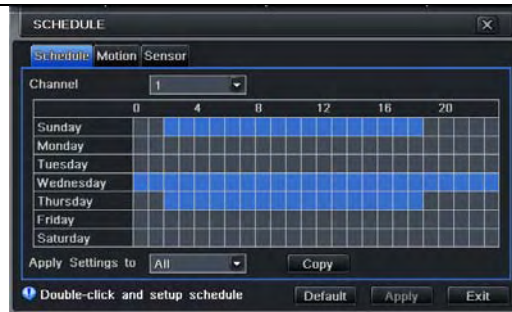 SCHEDULE
Schedule Motion Sensor
Channel 1
0 4 8 12 16 20
Sunday
Monday
Tuesday
Wednesday
Thursday
Friday
Saturday
Apply Settings to All Copy
Double-click and setup schedule Default Apply Exit